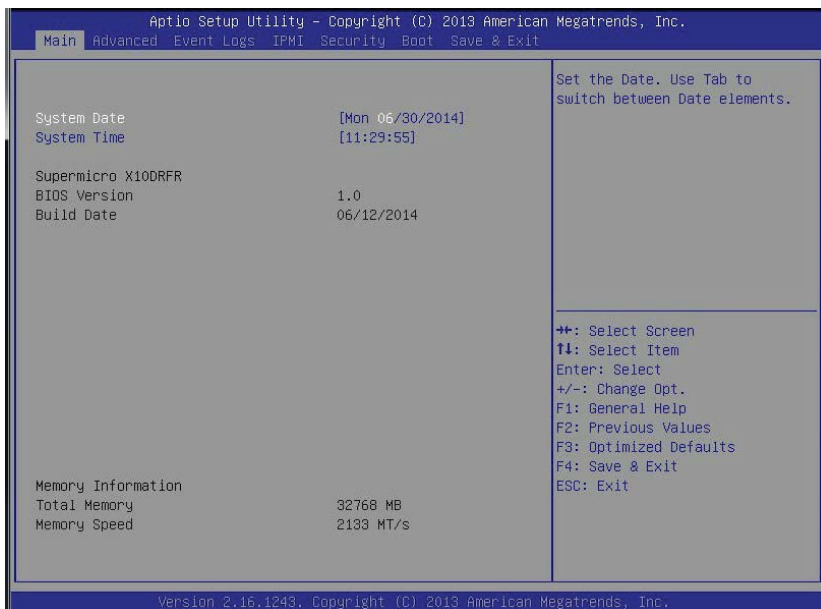 Aptio Setup Utility – Copyright (C) 2013 American Megatrends, Inc.
Main Advanced Event Logs IPMI Security Boot Save & Exit
Set the Date. Use Tab to
switch between Date elements.
System Date [Mon 06/30/2014]
System Time [11:29:55]
Supermicro X10DRFR
BIOS Version 1.0
Build Date 06/12/2014
Memory Information
Total Memory 32768 MB
Memory Speed 2133 MT/s
→←: Select Screen
↑↓: Select Item
Enter: Select
+/-: Change Opt.
F1: General Help
F2: Previous Values
F3: Optimized Defaults
F4: Save & Exit
ESC: Exit
Version 2.16.1243. Copyright (C) 2013 American Megatrends, Inc.